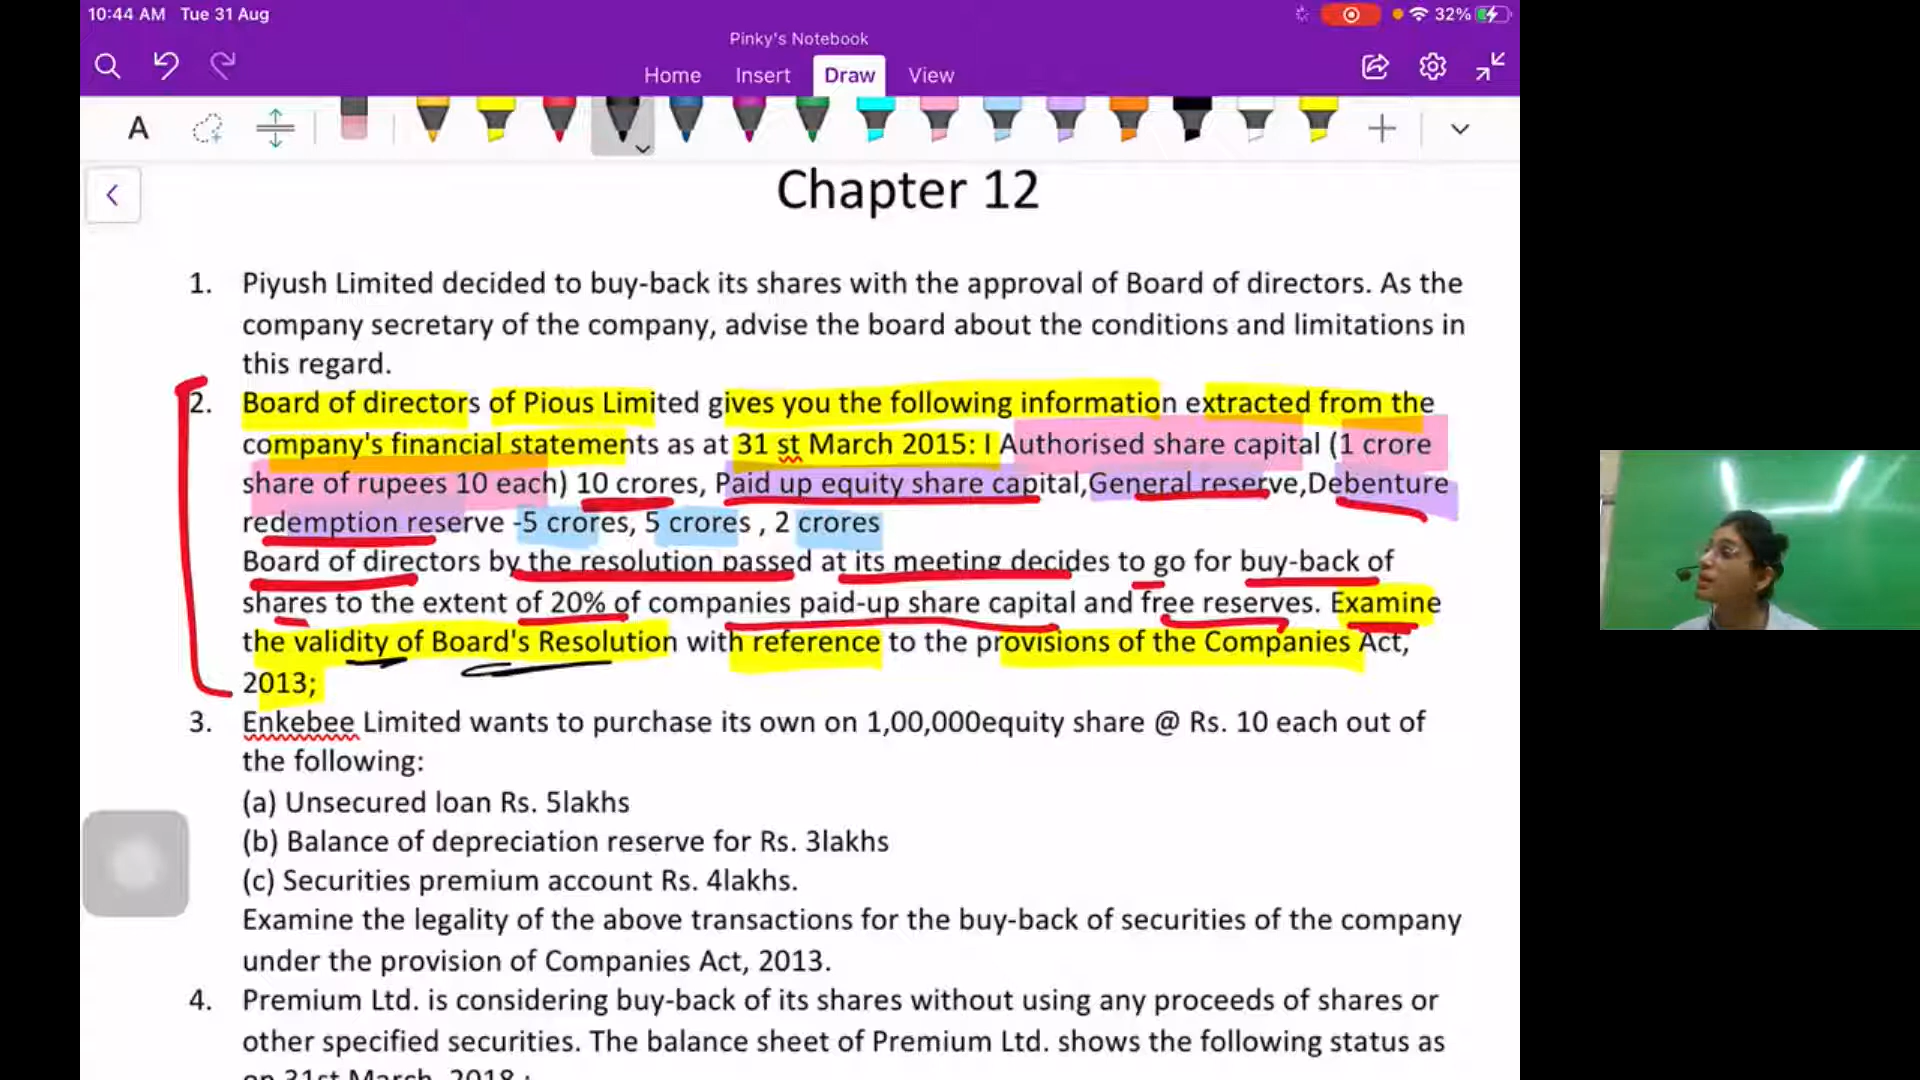 10:44 AM Tue 31 Aug
32%
Pinky's Notebook
Home Insert Draw View
A
Chapter 12
1. Piyush Limited decided to buy-back its shares with the approval of Board of directors. As the
company secretary of the company, advise the board about the conditions and limitations in
this regard.
2. Board of directors of Pious Limited gives you the following information extracted from the
company's financial statements as at 31 st March 2015: I Authorised share capital (1 crore
share of rupees 10 each) 10 crores, Paid up equity share capital,General reserve,Debenture
redemption reserve -5 crores, 5 crores , 2 crores
Board of directors by the resolution passed at its meeting decides to go for buy-back of
shares to the extent of 20% of companies paid-up share capital and free reserves. Examine
the validity of Board's Resolution with reference to the provisions of the Companies Act,
2013;
3. Enkebee Limited wants to purchase its own on 1,00,000equity share @ Rs. 10 each out of
the following:
(a) Unsecured loan Rs. 5lakhs
(b) Balance of depreciation reserve for Rs. 3lakhs
(c) Securities premium account Rs. 4lakhs.
Examine the legality of the above transactions for the buy-back of securities of the company
under the provision of Companies Act, 2013.
4. Premium Ltd. is considering buy-back of its shares without using any proceeds of shares or
other specified securities. The balance sheet of Premium Ltd. shows the following status as
on 31st March, 2018 :